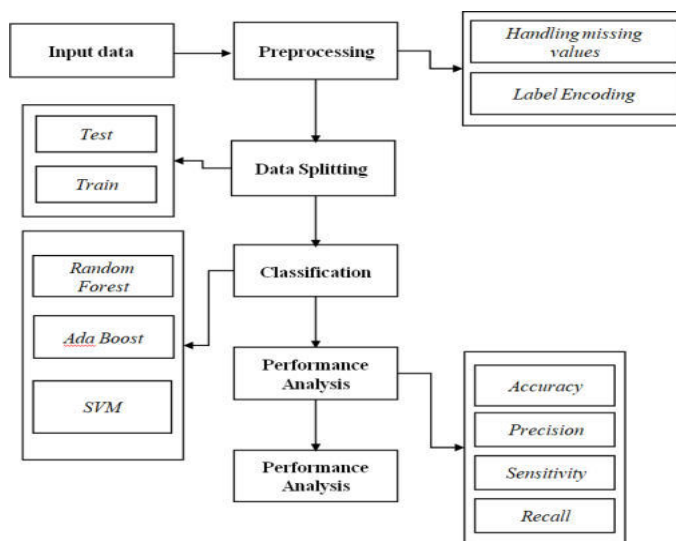 Input data
Preprocessing
Handling missing
values
Label Encoding
Test
Train
Data Splitting
Random
Forest
Ada Boost
SVM
Classification
Performance
Analysis
Accuracy
Precision
Sensitivity
Recall
Performance
Analysis